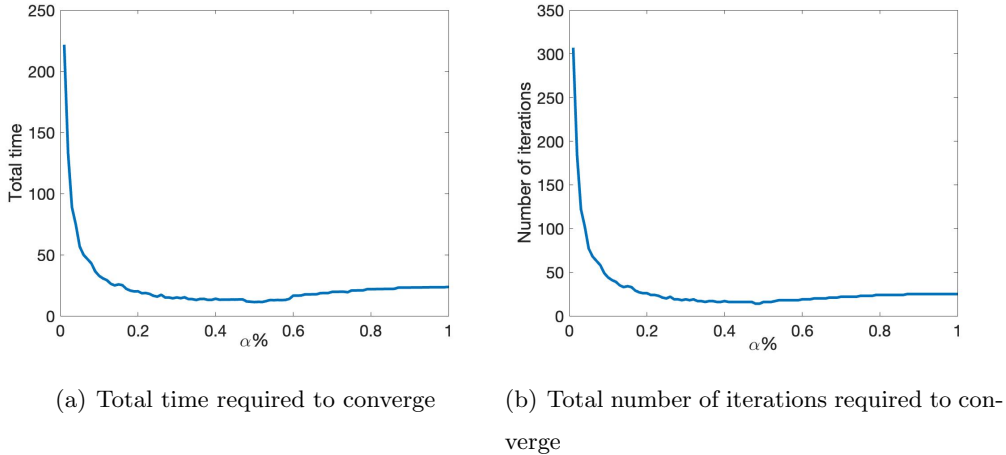 250
200
150
100
50
0
Total time
0 0.2 0.4 0.6 0.8 1
α%
(a) Total time required to converge
350
300
250
200
150
100
50
0
Number of iterations
0 0.2 0.4 0.6 0.8 1
α%
(b) Total number of iterations required to con-
verge